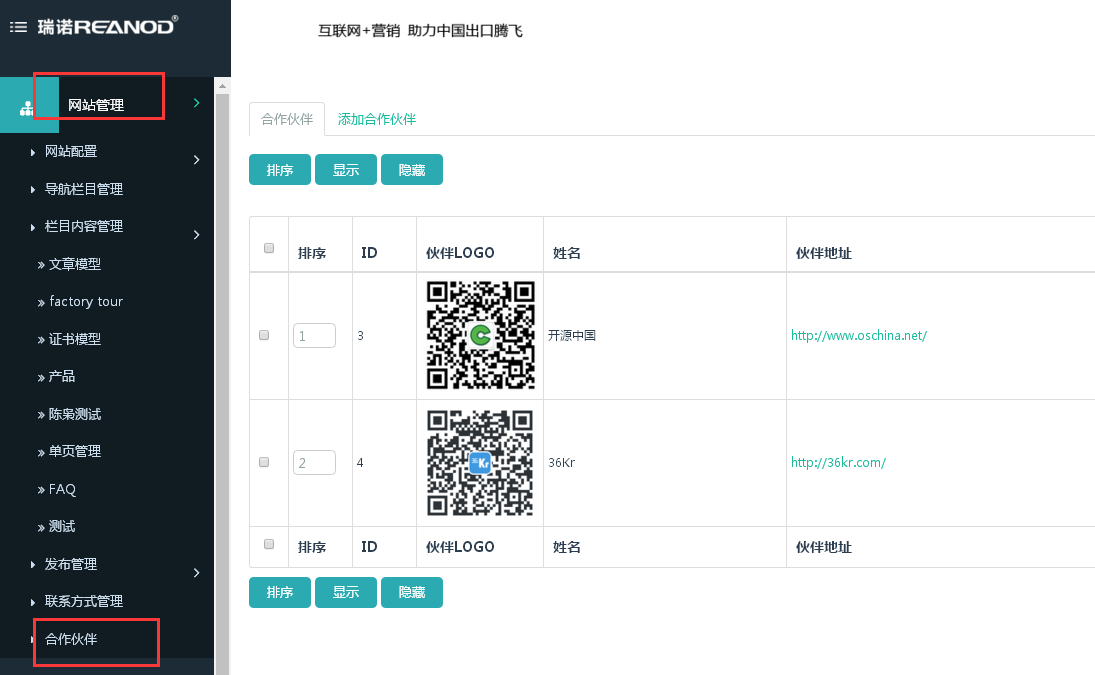 瑞诺REANOD®
互联网+营销 助力中国出口腾飞
网站管理
网站配置
导航栏目管理
栏目内容管理
文章模型
factory tour
证书模型
产品
陈枭测试
单页管理
FAQ
测试
发布管理
联系方式管理
合作伙伴
合作伙伴 添加合作伙伴
排序 显示 隐藏
排序 ID 伙伴LOGO 姓名 伙伴地址
1 3 开源中国 http://www.oschina.net/
2 4 36Kr 36Kr http://36kr.com/
排序 ID 伙伴LOGO 姓名 伙伴地址
排序 显示 隐藏